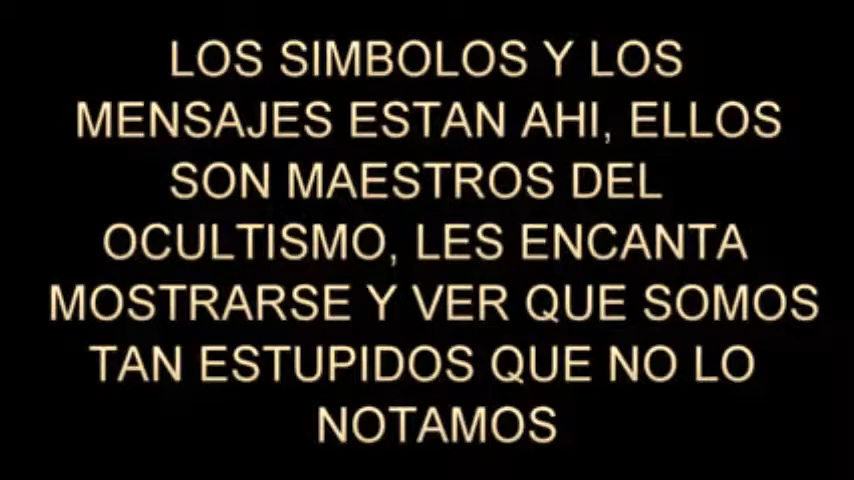 LOS SIMBOLOS Y LOS
MENSAJES ESTAN AHI, ELLOS
SON MAESTROS DEL
OCULTISMO, LES ENCANTA
MOSTRARSE Y VER QUE SOMOS
TAN ESTUPIDOS QUE NO LO
NOTAMOS